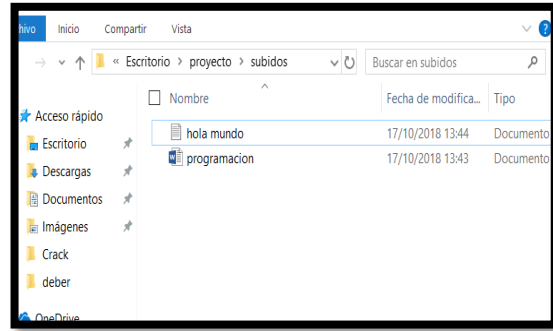 hivo Inicio Compartir Vista
« Escritorio > proyecto > subidos Buscar en subidos
Nombre Fecha de modifica... Tipo
Acceso rápido
hola mundo 17/10/2018 13:44 Documento
Escritorio
programacion 17/10/2018 13:43 Documento
Descargas
Documentos
Imágenes
Crack
deber
OneDrive